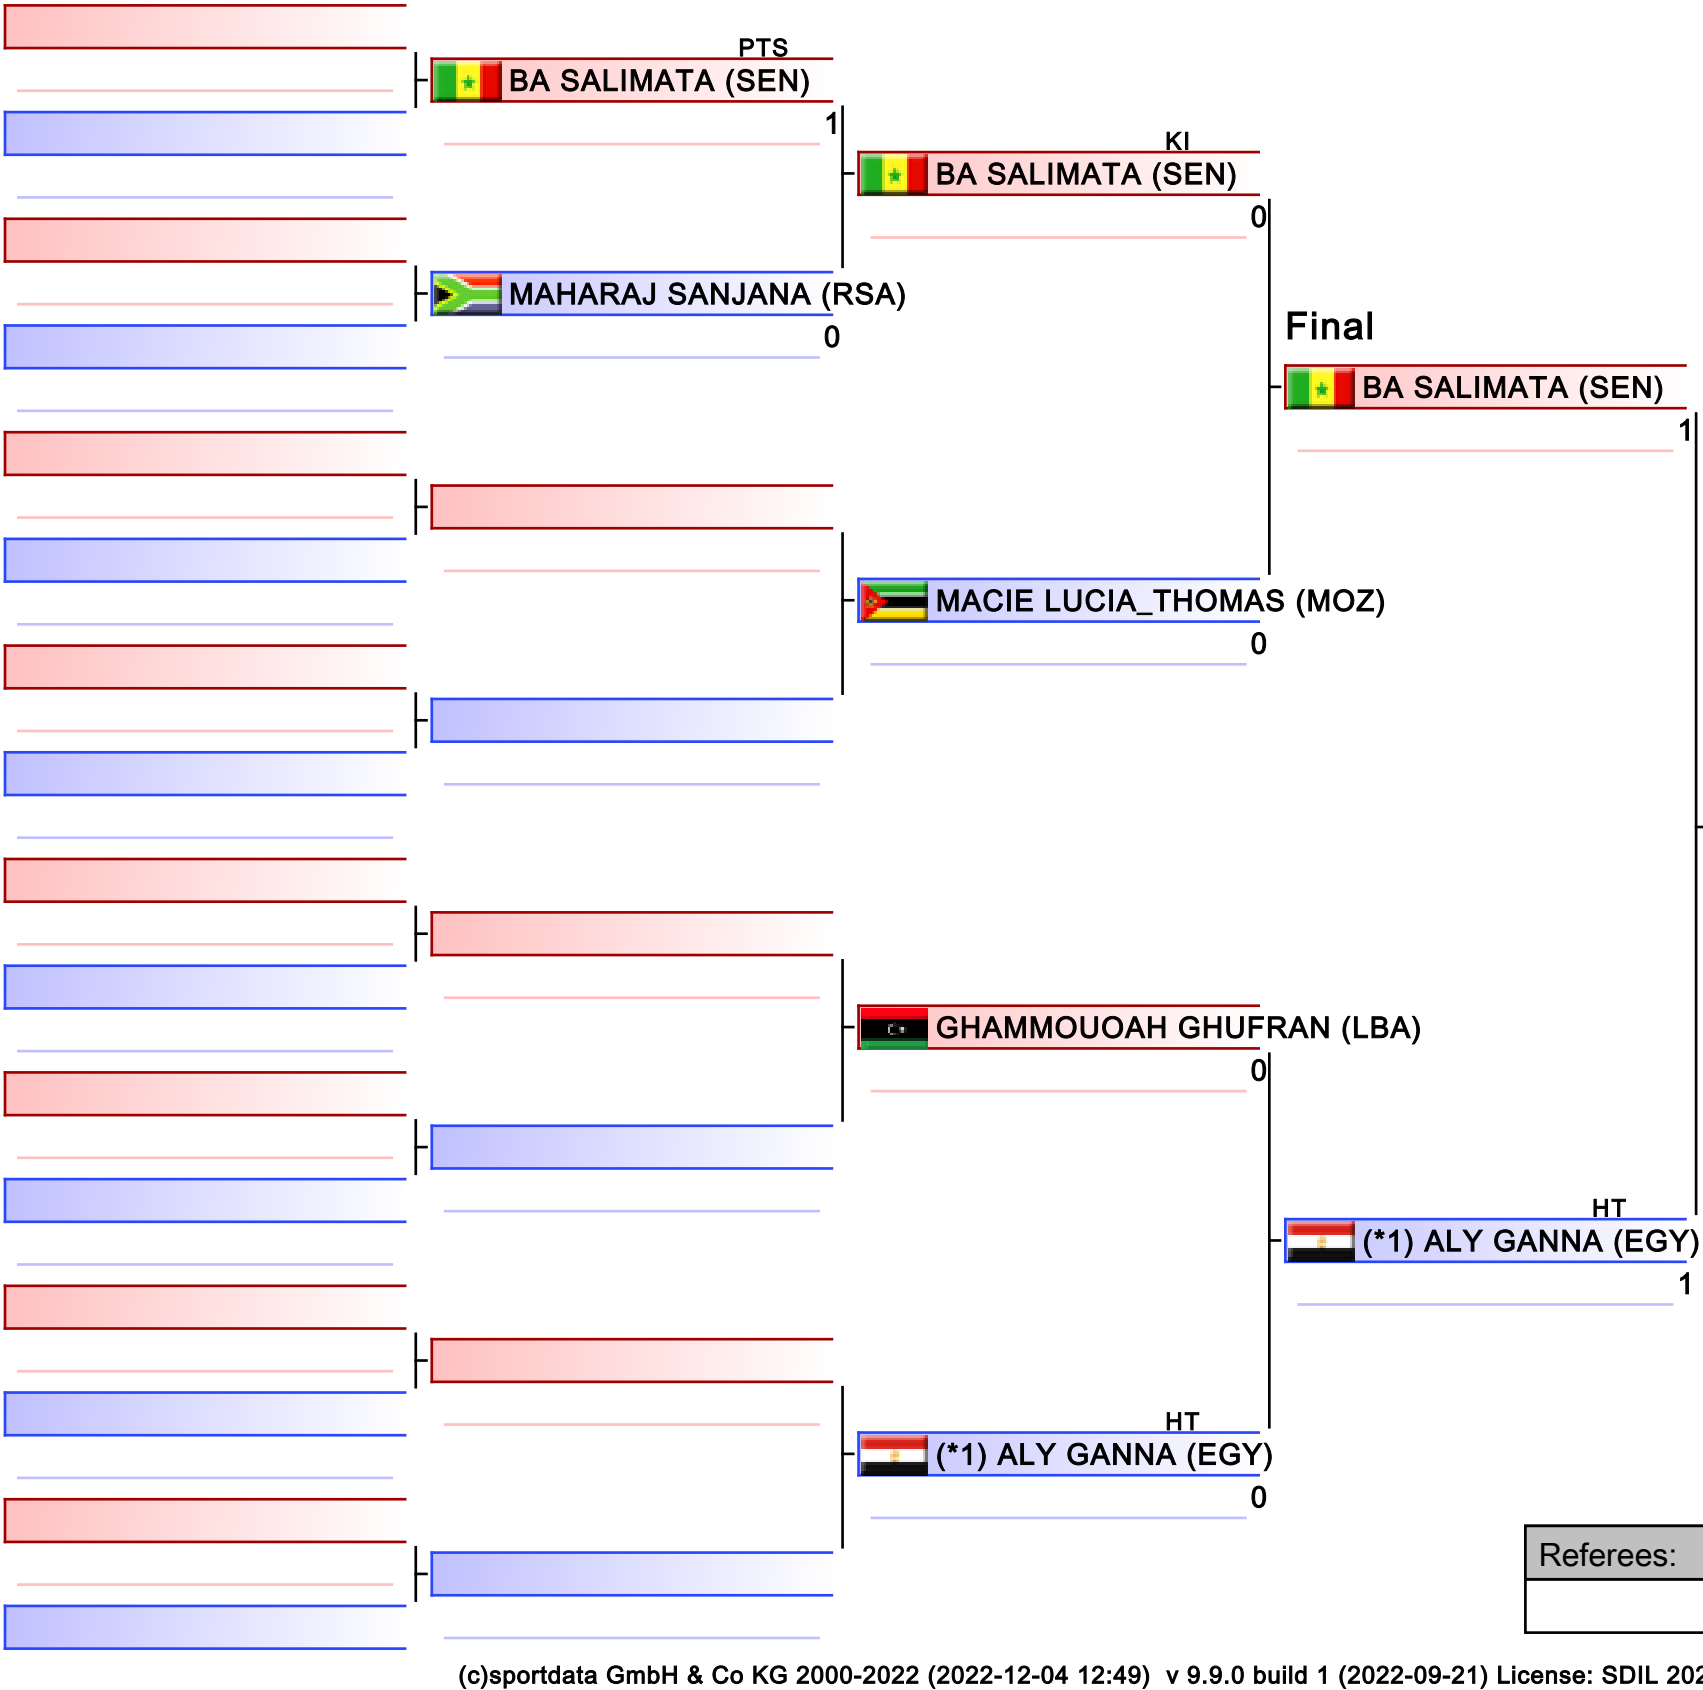 PTS
BA SALIMATA (SEN)
1
KI
BA SALIMATA (SEN)
0
MAHARAJ SANJANA (RSA)
0
Final
BA SALIMATA (SEN)
1
MACIE LUCIA_THOMAS (MOZ)
0
GHAMMOUOAH GHUFRAN (LBA)
0
HT
(*1) ALY GANNA (EGY)
1
HT
(*1) ALY GANNA (EGY)
0
Referees:
(c)sportdata GmbH & Co KG 2000-2022 (2022-12-04 12:49) v 9.9.0 build 1 (2022-09-21) License: SDIL 202